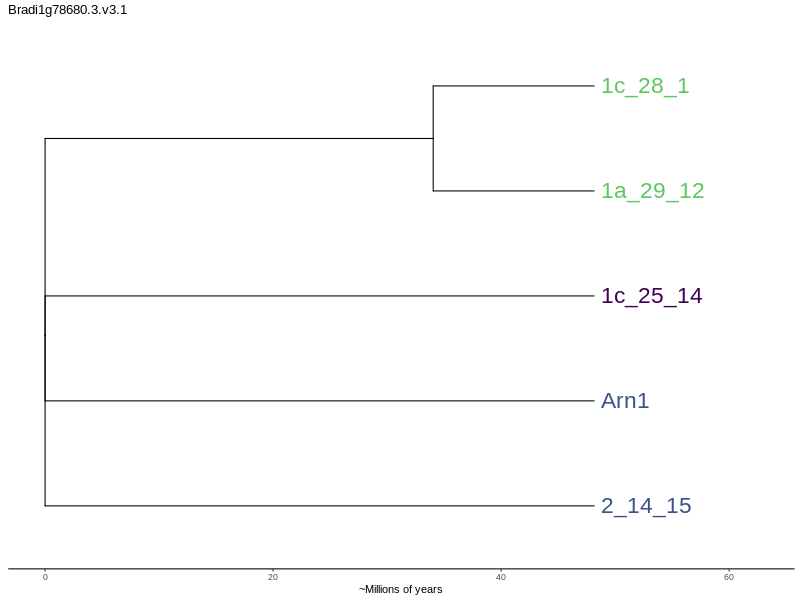 Bradi1g78680.3.v3.1
1c_28_1
1a_29_12
1c_25_14
Arn1
2_14_15
0 20 40 60
~Millions of years